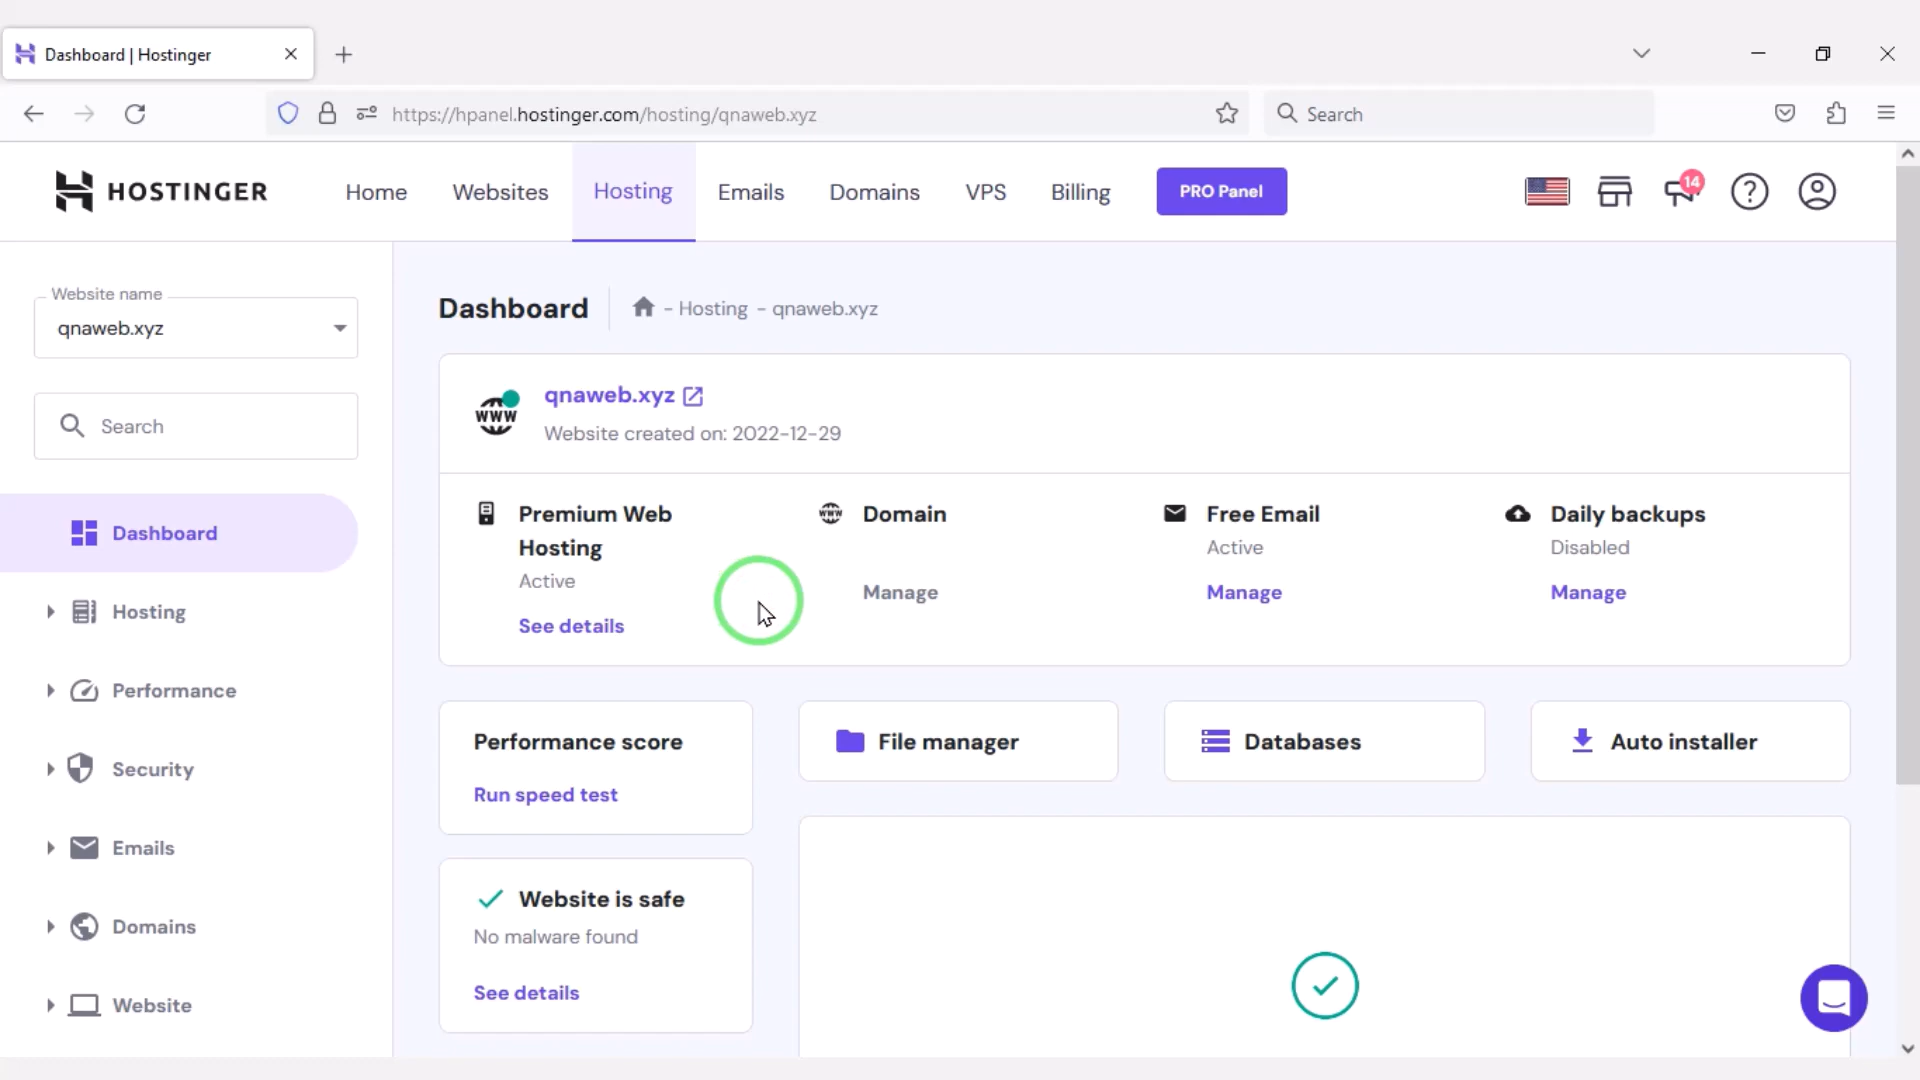 Dashboard | Hostinger
https://hpanel.hostinger.com/hosting/qnaweb.xyz
Search
HOSTINGER
Home
Websites
Hosting
Emails
Domains
VPS
Billing
PRO Panel
14
Website name
qnaweb.xyz
Search
Dashboard
Hosting
Performance
Security
Emails
Domains
Website
Dashboard
- Hosting - qnaweb.xyz
www
qnaweb.xyz
Website created on: 2022-12-29
Premium Web
Hosting
Active
See details
www
Domain
Manage
Free Email
Active
Manage
Daily backups
Disabled
Manage
Performance score
Run speed test
File manager
Databases
Auto installer
Website is safe
No malware found
See details